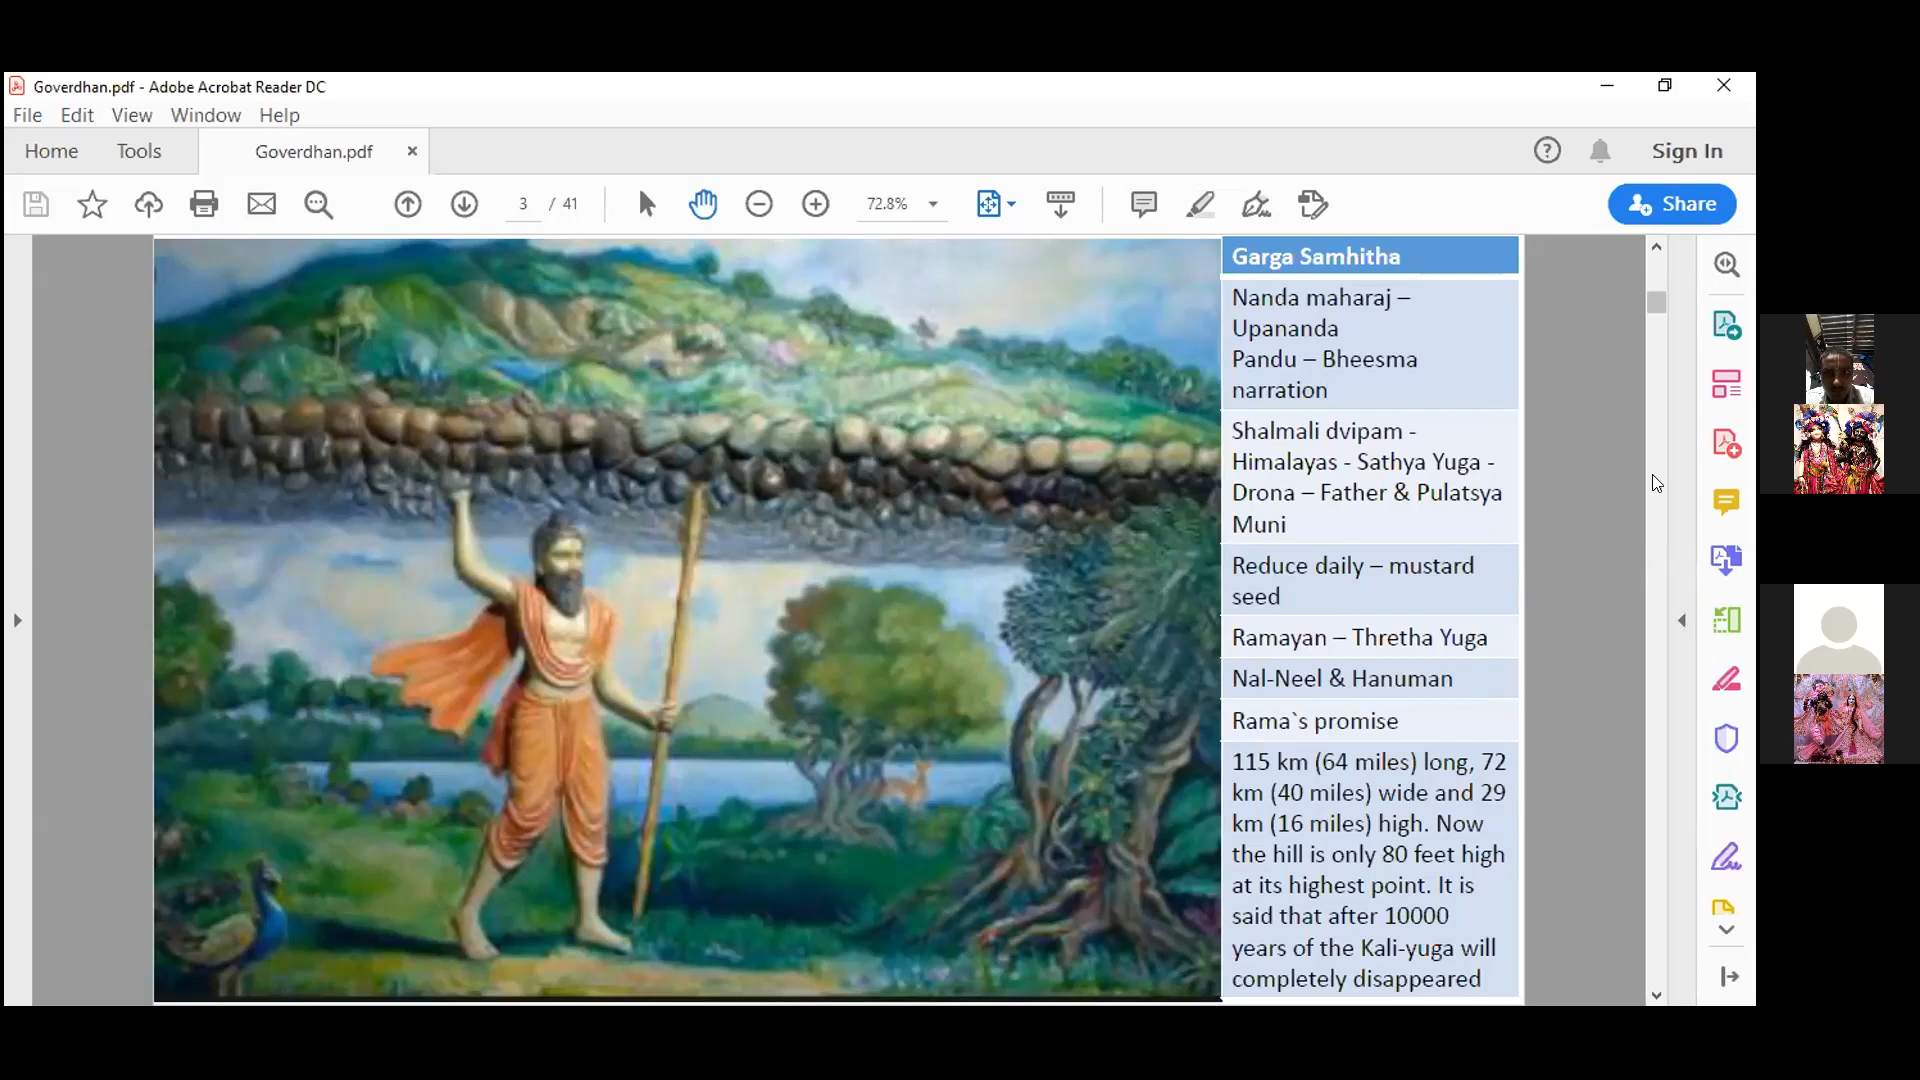 Goverdhan.pdf - Adobe Acrobat Reader DC
File Edit View Window Help
Home Tools Goverdhan.pdf × Sign In
3 / 41 72.8% Share
Garga Samhitha
Nanda maharaj –
Upananda
Pandu – Bheesma
narration
Shalmali dvipam -
Himalayas - Sathya Yuga -
Drona – Father & Pulatsya
Muni
Reduce daily – mustard
seed
Ramayan – Thretha Yuga
Nal-Neel & Hanuman
Rama`s promise
115 km (64 miles) long, 72
km (40 miles) wide and 29
km (16 miles) high. Now
the hill is only 80 feet high
at its highest point. It is
said that after 10000
years of the Kali-yuga will
completely disappeared